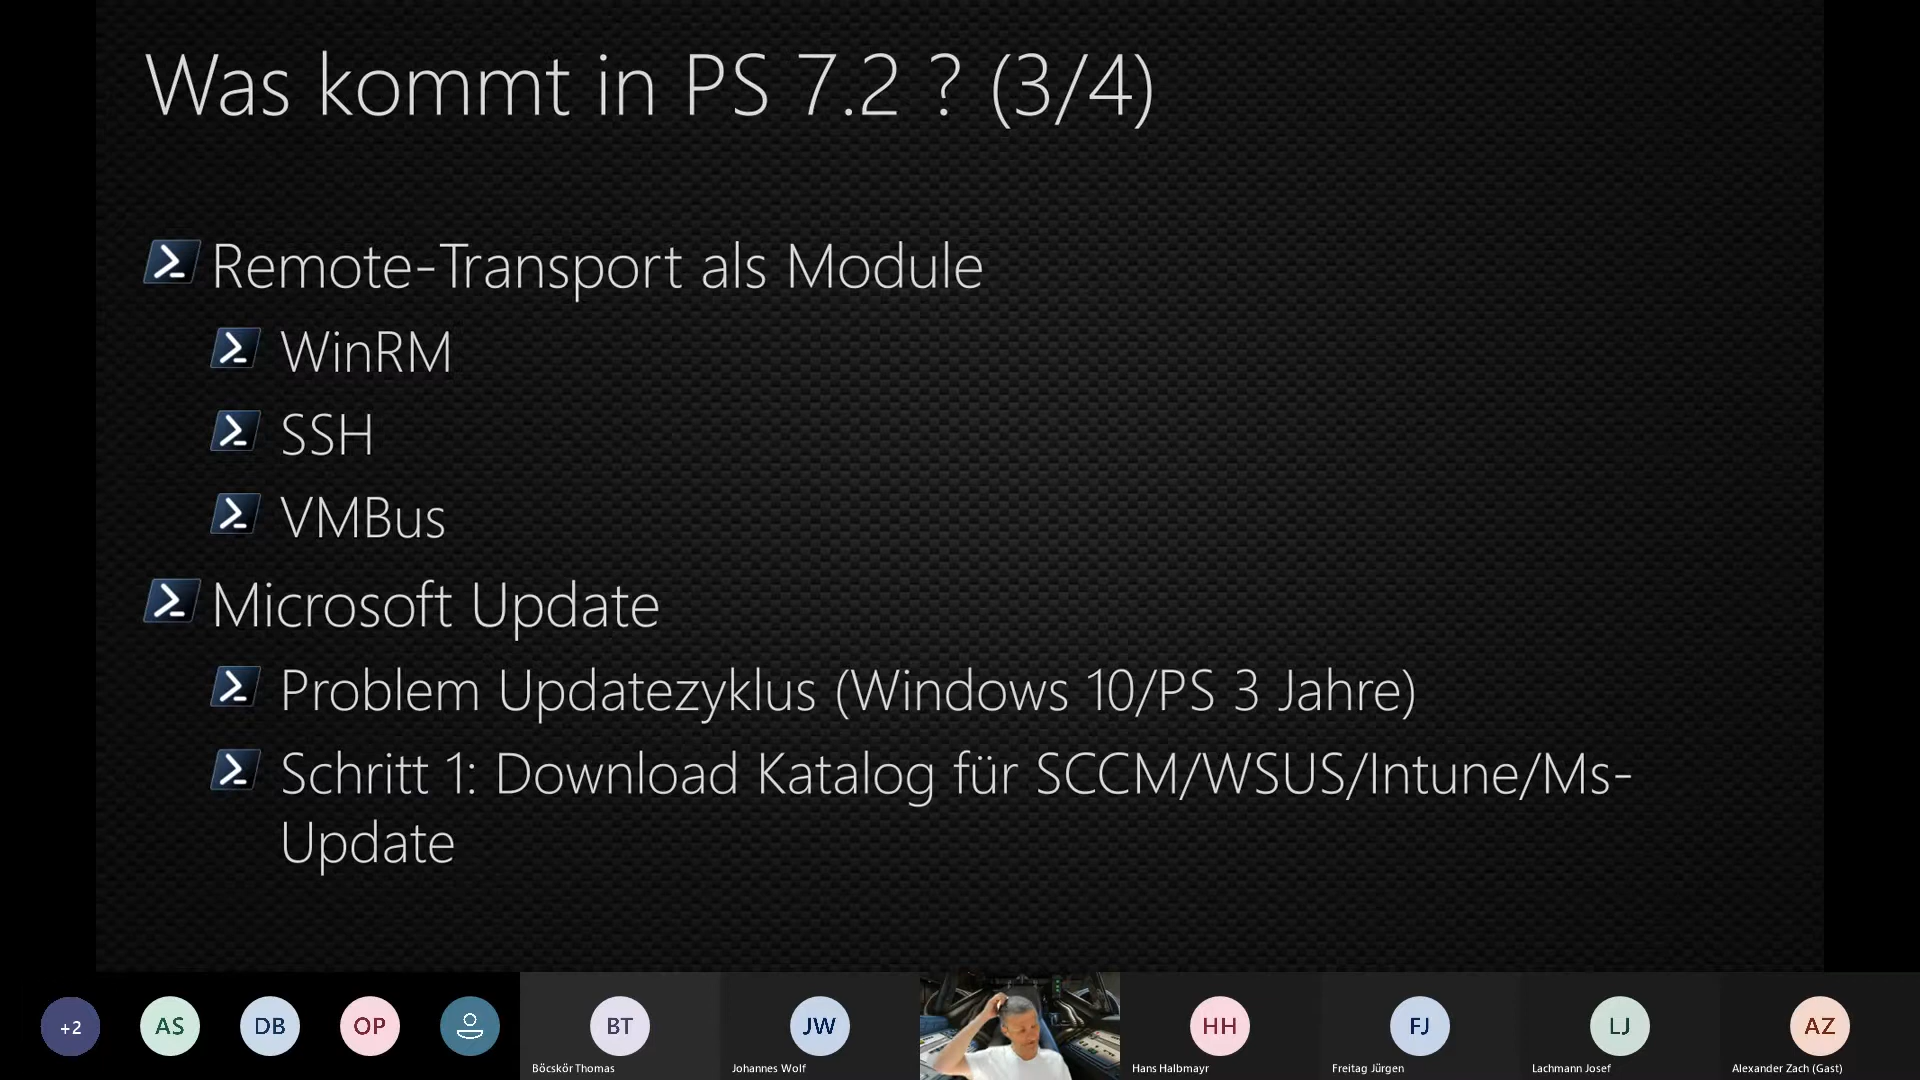 Was kommt in PS 7.2 ? (3/4)
Remote-Transport als Module
WinRM
SSH
VMBus
Microsoft Update
Problem Updatezyklus (Windows 10/PS 3 Jahre)
Schritt 1: Download Katalog für SCCM/WSUS/Intune/Ms-
Update
+2
AS
DB
OP
BT
JW
HH
FJ
LJ
AZ
Böcskör Thomas
Johannes Wolf
Hans Halbmayr
Freitag Jürgen
Lachmann Josef
Alexander Zach (Gast)